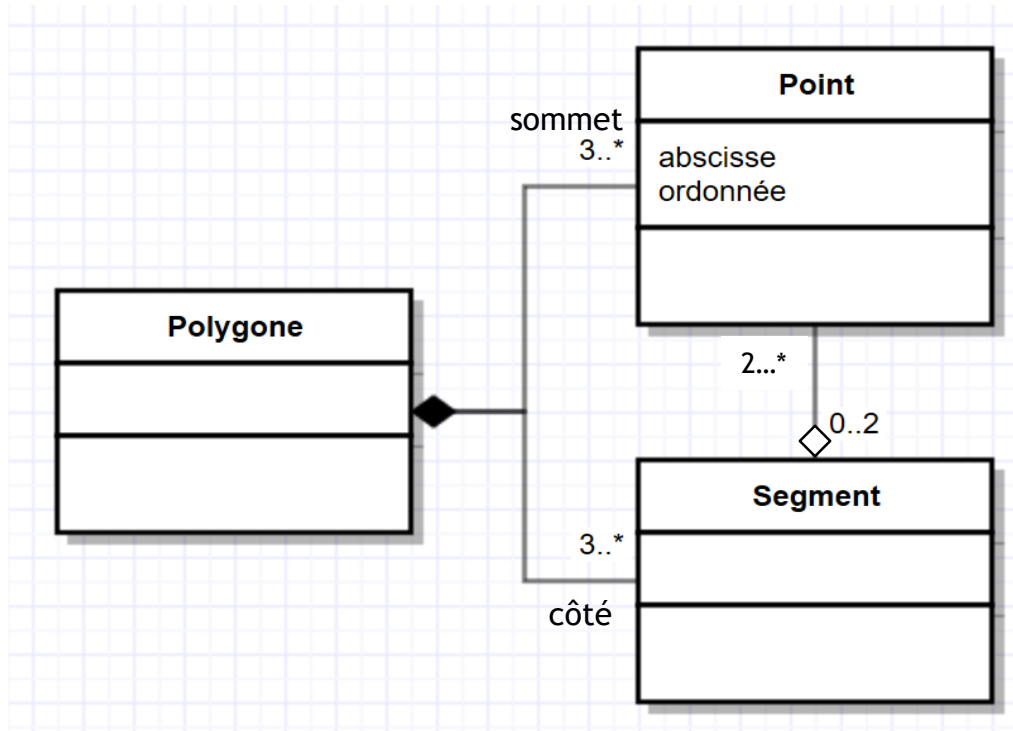 Point
sommet
3..*
abscisse
ordonnée
Polygone
2...*
0..2
Segment
3..*
côté